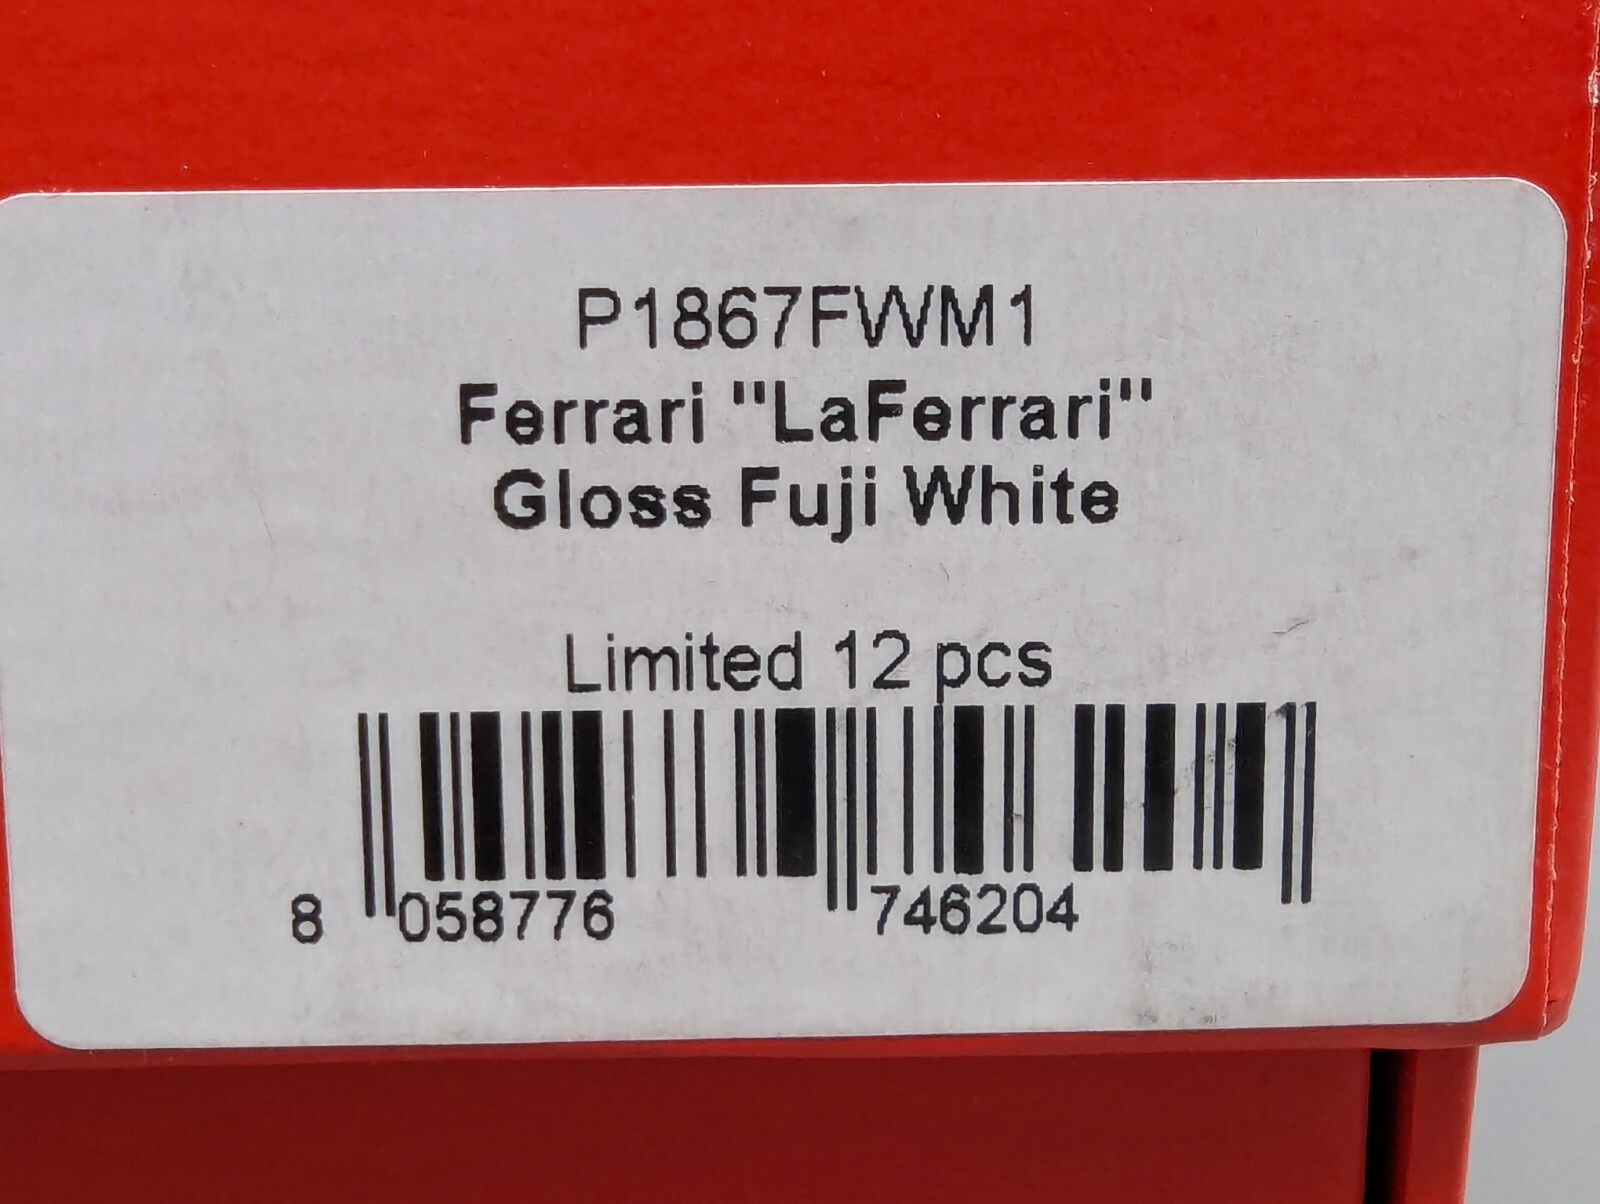 P1867FWM1
Ferrari "LaFerrari"
Gloss Fuji White
Limited 12 pcs
8 058776 746204